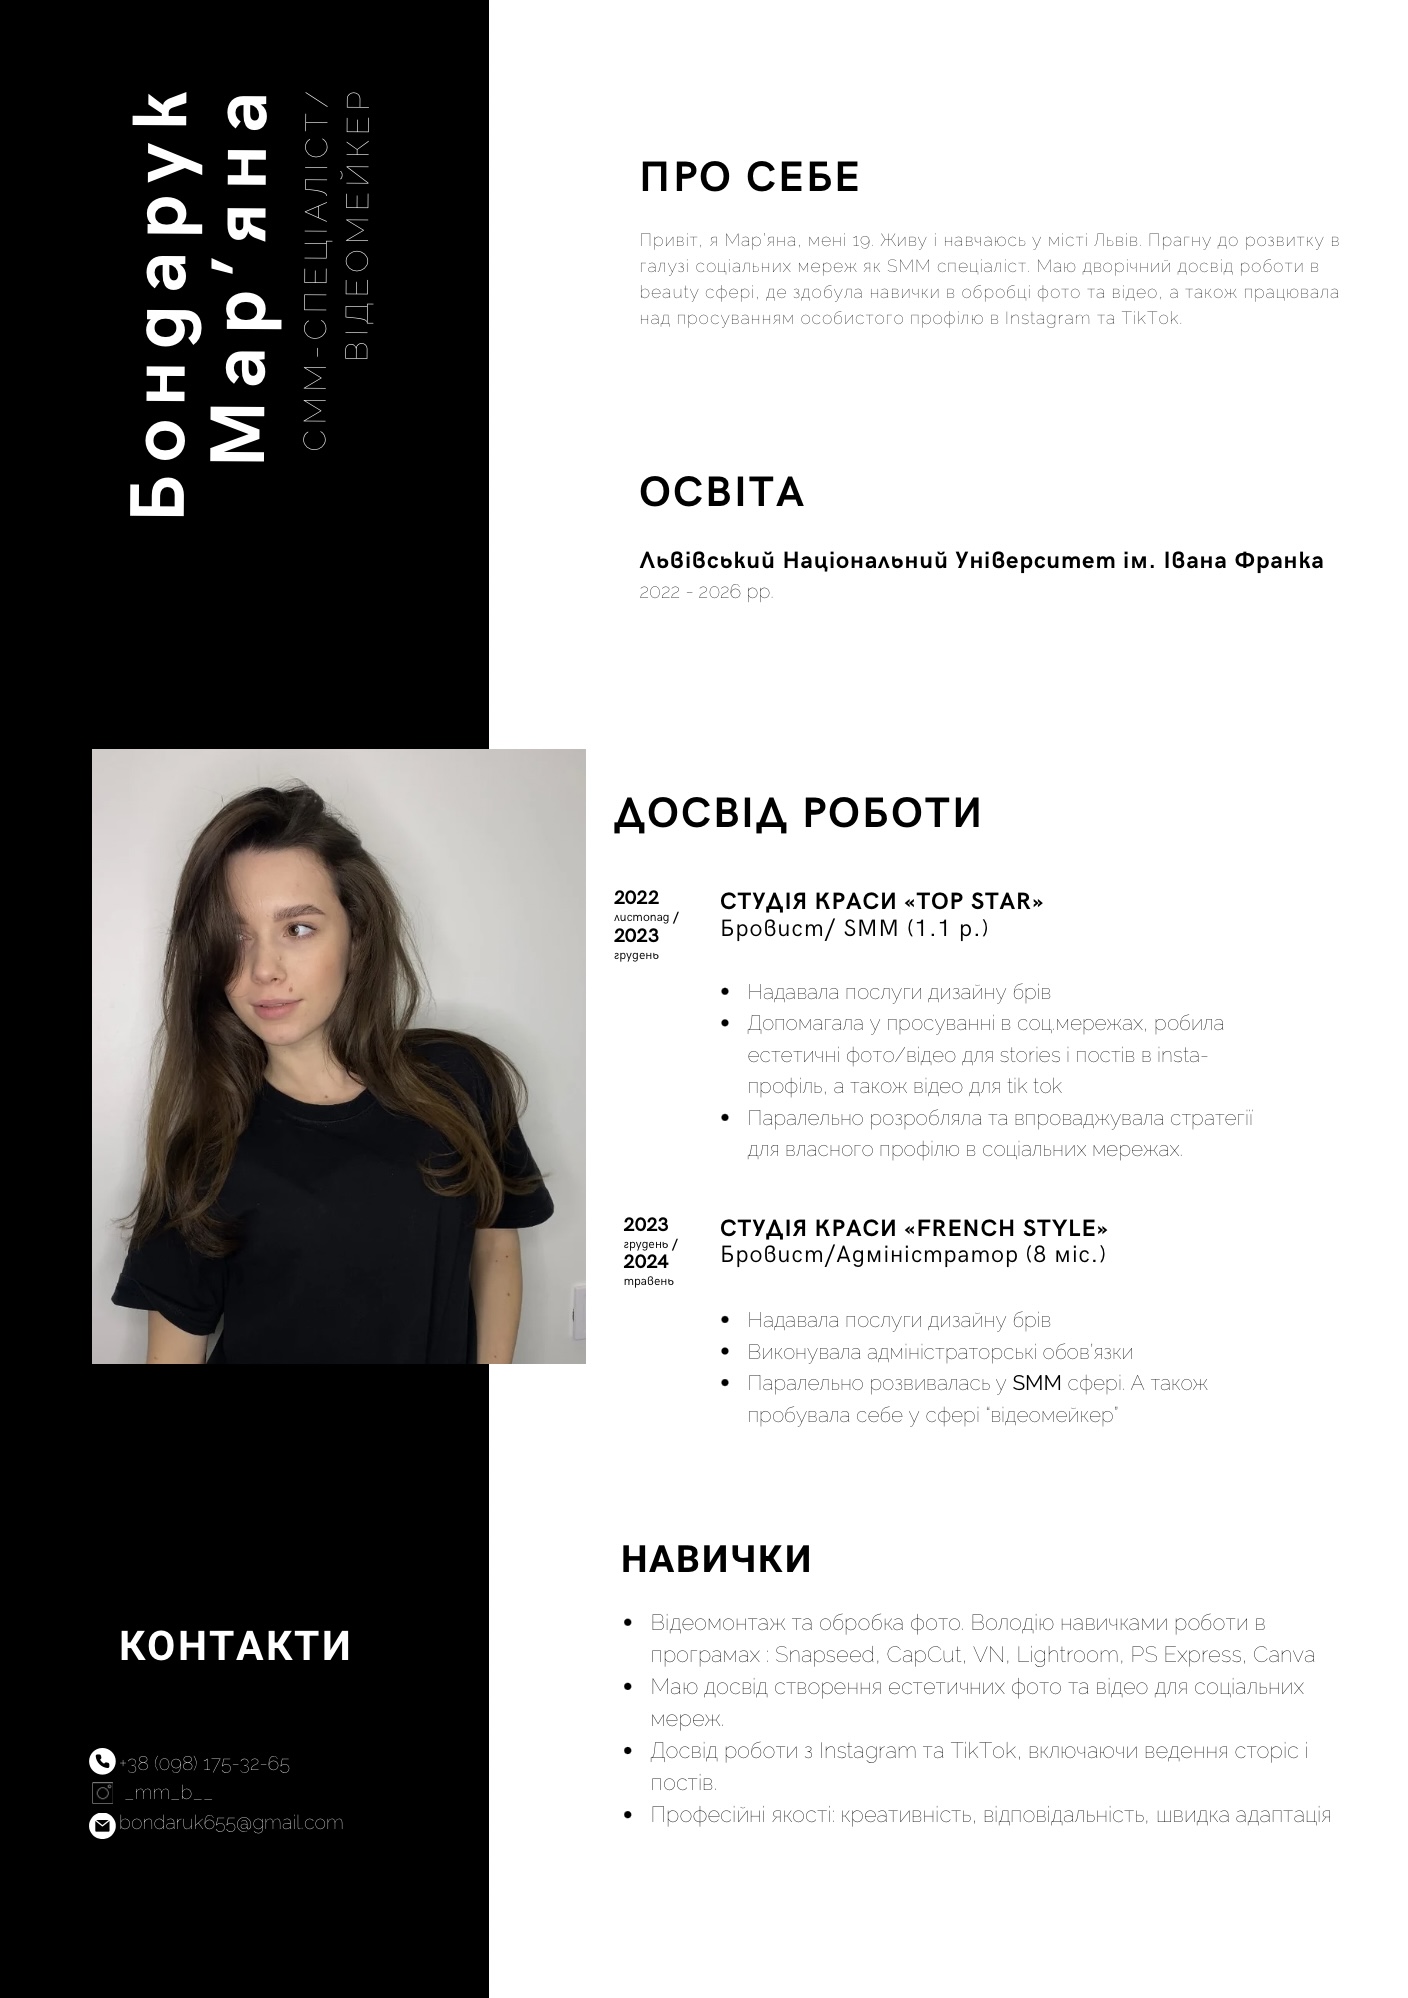 Бондарук
Мар’яна
СММ-СПЕЦІАЛІСТ/
ВІДЕОМЕЙКЕР
ПРО СЕБЕ
Привіт, я Мар’яна, мені 19. Живу і навчаюсь у місті Львів. Прагну до розвитку в
галузі соціальних мереж як SMM спеціаліст. Маю дворічний досвід роботи в
beauty сфері, де здобула навички в обробці фото та відео, а також працювала
над просуванням особистого профілю в Instagram та TikTok.
ОСВІТА
Львівський Національний Університет ім. Івана Франка
2022 - 2026 рр.
ДОСВІД РОБОТИ
2022
листопад /
2023
грудень
СТУДІЯ КРАСИ «TOP STAR»
Бровист/ SMM (1.1 р.)
• Надавала послуги дизайну брів
• Допомагала у просуванні в соц.мережах, робила
естетичні фото/відео для stories і постів в insta-
профіль, а також відео для tik tok
• Паралельно розробляла та впроваджувала стратегії
для власного профілю в соціальних мережах.
2023
грудень /
2024
травень
СТУДІЯ КРАСИ «FRENCH STYLE»
Бровист/Адміністратор (8 міс.)
• Надавала послуги дизайну брів
• Виконувала адміністраторські обов’язки
• Паралельно розвивалась у SMM сфері. А також
пробувала себе у сфері “відеомейкер”
НАВИЧКИ
• Відеомонтаж та обробка фото. Володію навичками роботи в
програмах : Snapseed, CapCut, VN, Lightroom, PS Express, Canva
• Маю досвід створення естетичних фото та відео для соціальних
мереж.
• Досвід роботи з Instagram та TikTok, включаючи ведення сторіс і
постів.
• Професійні якості: креативність, відповідальність, швидка адаптація
КОНТАКТИ
+38 (098) 175-32-65
_mm_b__
bondaruk655@gmail.com